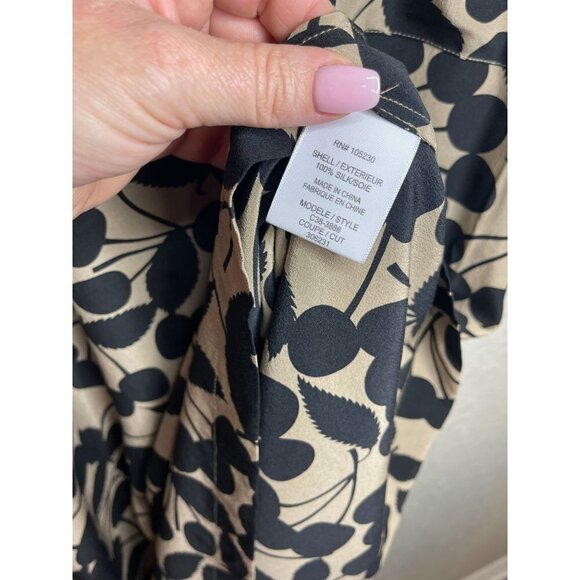 RN# 105230
SHELL / EXTERIEUR
100% SILK/SOIE
MADE IN CHINA
FABRIQUE EN CHINE
MODELE / STYLE
C38-3886
COUPE / CUT
306231